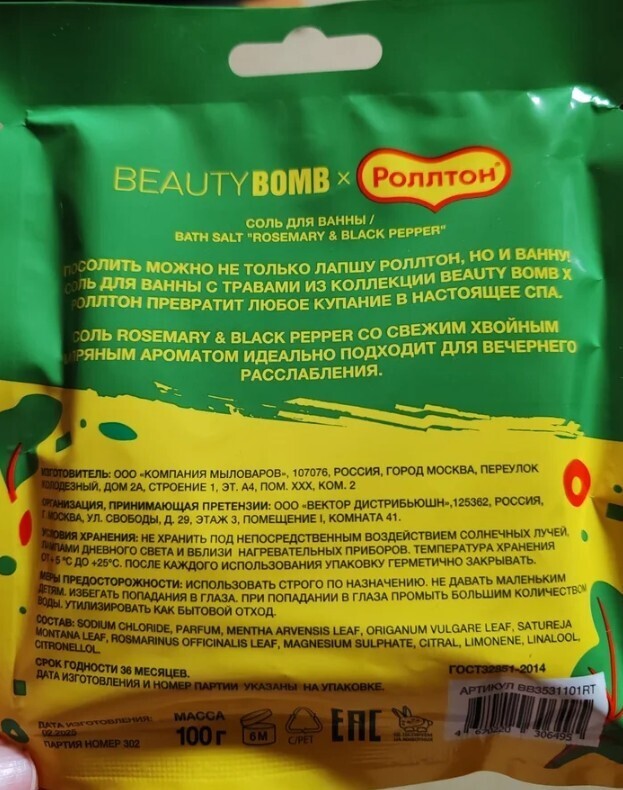 BEAUTY BOMB × Роллтон®
СОЛЬ ДЛЯ ВАННЫ /
BATH SALT "ROSEMARY & BLACK PEPPER"
ПОСОЛИТЬ МОЖНО НЕ ТОЛЬКО ЛАПШУ РОЛЛТОН, НО И ВАННУ!
СОЛЬ ДЛЯ ВАННЫ С ТРАВАМИ ИЗ КОЛЛЕКЦИИ BEAUTY BOMB X
РОЛЛТОН ПРЕВРАТИТ ЛЮБОЕ КУПАНИЕ В НАСТОЯЩЕЕ СПА.
СОЛЬ ROSEMARY & BLACK PEPPER СО СВЕЖИМ ХВОЙНЫМ
ПРЯНЫМ АРОМАТОМ ИДЕАЛЬНО ПОДХОДИТ ДЛЯ ВЕЧЕРНЕГО
РАССЛАБЛЕНИЯ.
ИЗГОТОВИТЕЛЬ: ООО «КОМПАНИЯ МЫЛОВАРОВ», 107076, РОССИЯ, ГОРОД МОСКВА, ПЕРЕУЛОК
КОЛОДЕЗНЫЙ, ДОМ 2А, СТРОЕНИЕ 1, ЭТ. А4, ПОМ. XXX, КОМ. 2
ОРГАНИЗАЦИЯ, ПРИНИМАЮЩАЯ ПРЕТЕНЗИИ: ООО «ВЕКТОР ДИСТРИБЬЮШН»,125362, РОССИЯ,
Г. МОСКВА, УЛ. СВОБОДЫ, Д. 29, ЭТАЖ 3, ПОМЕЩЕНИЕ I, КОМНАТА 41.
УСЛОВИЯ ХРАНЕНИЯ: НЕ ХРАНИТЬ ПОД НЕПОСРЕДСТВЕННЫМ ВОЗДЕЙСТВИЕМ СОЛНЕЧНЫХ ЛУЧЕЙ,
ЛАМПАМИ ДНЕВНОГО СВЕТА И ВБЛИЗИ НАГРЕВАТЕЛЬНЫХ ПРИБОРОВ. ТЕМПЕРАТУРА ХРАНЕНИЯ
ОТ +5 °С ДО +25°С. ПОСЛЕ КАЖДОГО ИСПОЛЬЗОВАНИЯ УПАКОВКУ ГЕРМЕТИЧНО ЗАКРЫВАТЬ.
МЕРЫ ПРЕДОСТОРОЖНОСТИ: ИСПОЛЬЗОВАТЬ СТРОГО ПО НАЗНАЧЕНИЮ. НЕ ДАВАТЬ МАЛЕНЬКИМ
ДЕТЯМ. ИЗБЕГАТЬ ПОПАДАНИЯ В ГЛАЗА. ПРИ ПОПАДАНИИ В ГЛАЗА ПРОМЫТЬ БОЛЬШИМ КОЛИЧЕСТВОМ
ВОДЫ. УТИЛИЗИРОВАТЬ КАК БЫТОВОЙ ОТХОД.
СОСТАВ: SODIUM CHLORIDE, PARFUM, MENTHA ARVENSIS LEAF, ORIGANUM VULGARE LEAF, SATUREJA
MONTANA LEAF, ROSMARINUS OFFICINALIS LEAF, MAGNESIUM SULPHATE, CITRAL, LIMONENE, LINALOOL,
CITRONELLOL.
СРОК ГОДНОСТИ 36 МЕСЯЦЕВ. ГОСТ32851-2014
ДАТА ИЗГОТОВЛЕНИЯ И НОМЕР ПАРТИИ УКАЗАНЫ НА УПАКОВКЕ.
АРТИКУЛ BB3531101RT
ДАТА ИЗГОТОВЛЕНИЯ:
02.2025
ПАРТИЯ НОМЕР 302
МАССА
100 г
6М
C/PET
EAC
306495